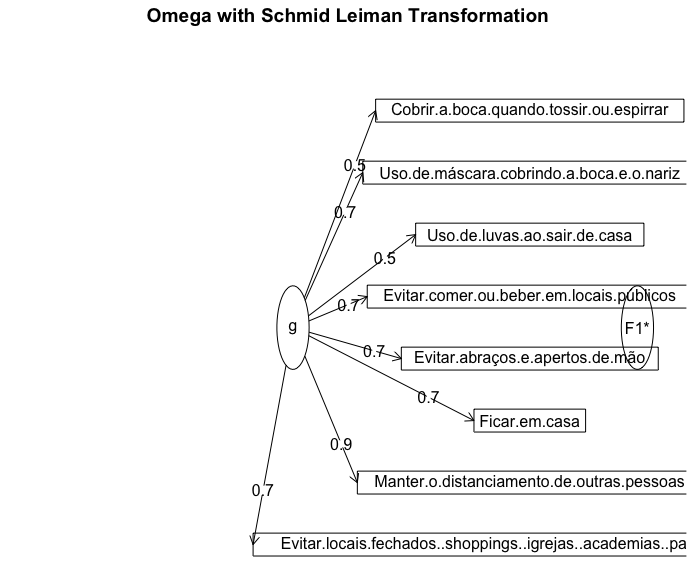 Omega with Schmid Leiman Transformation
Cobrir.a.boca.quando.tossir.ou.espirrar
0.5
Uso.de.máscara.cobrindo.a.boca.e.o.nariz
0.7
Uso.de.luvas.ao.sair.de.casa
0.5
Evitar.comer.ou.beber.em.locais.públicos
0.7
g
F1*
Evitar.abraços.e.apertos.de.mão
0.7
0.7
Ficar.em.casa
0.9
Manter.o.distanciamento.de.outras.pessoas
0.7
Evitar.locais.fechados..shoppings..igrejas..academias..pa